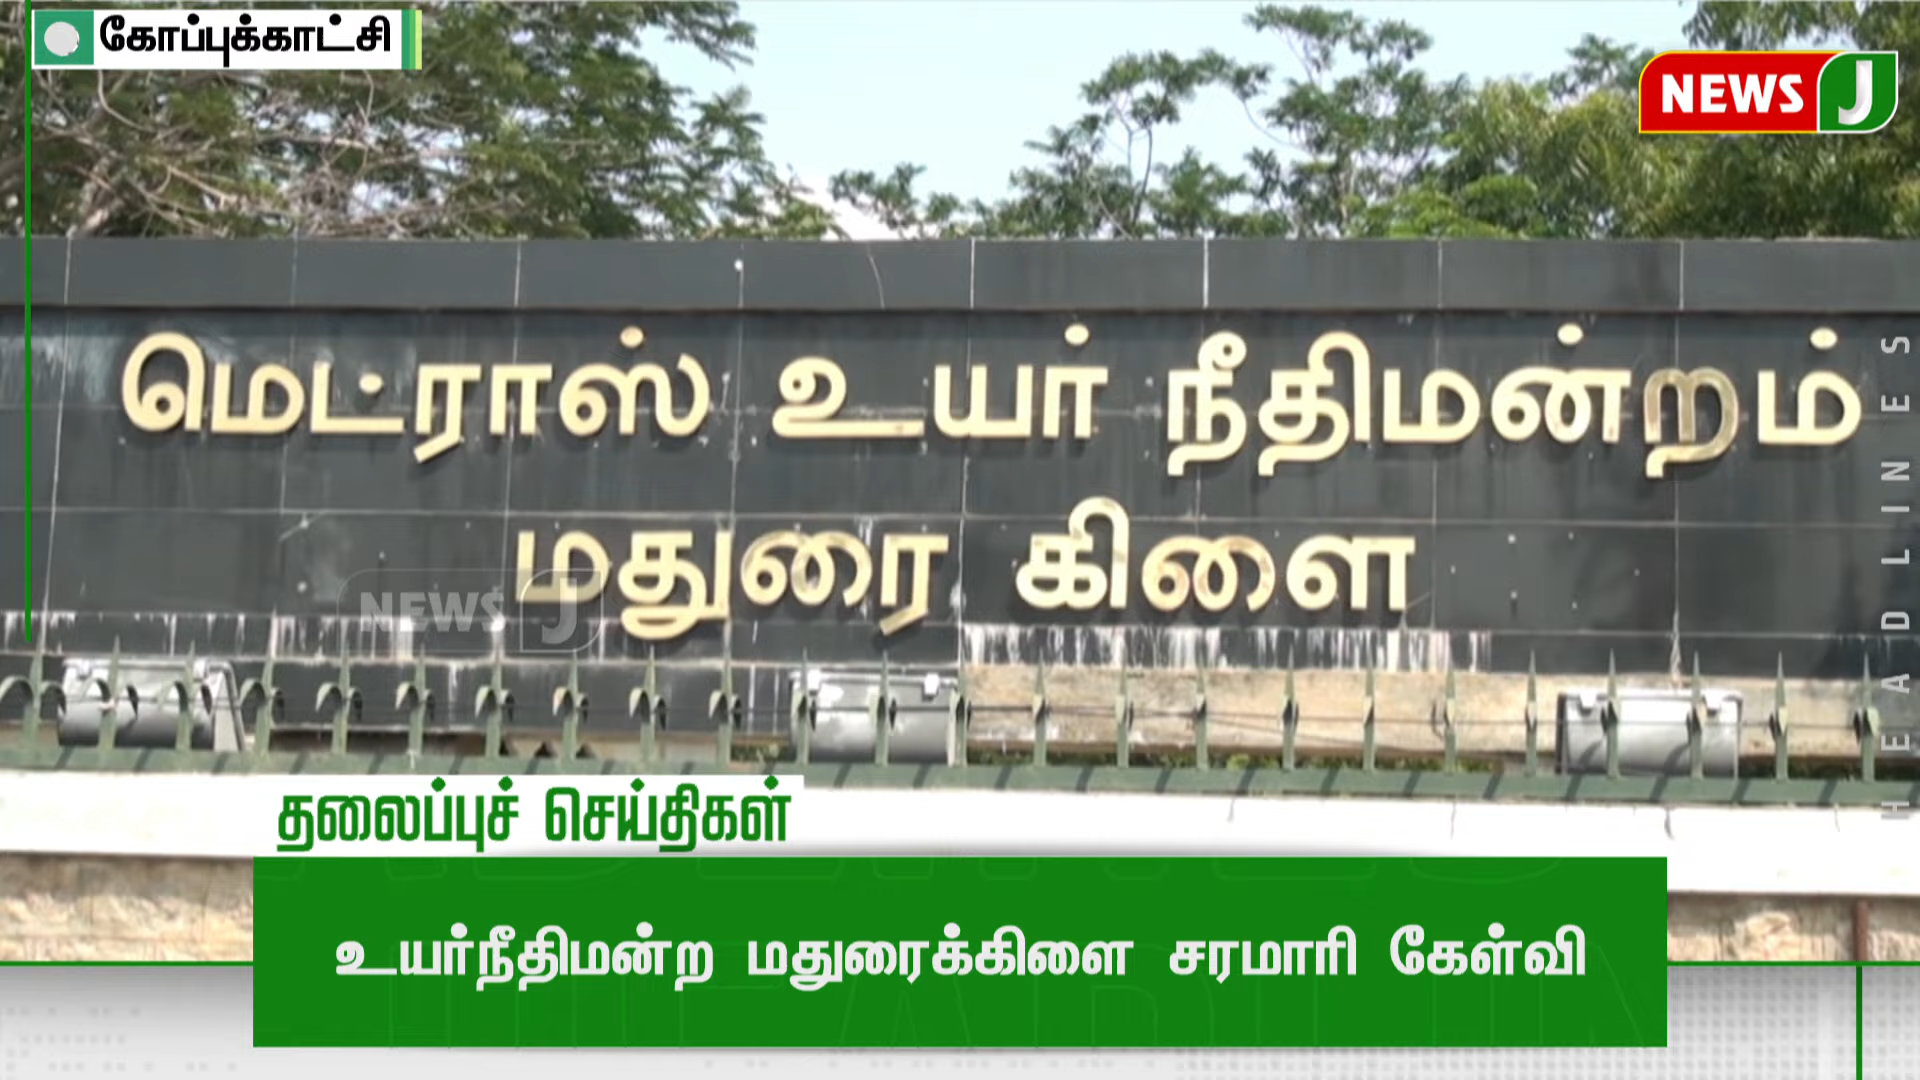 கோப்புக்காட்சி
NEWS J
மெட்ராஸ் உயர் நீதிமன்றம்
மதுரை கிளை
NEWS J
HEADLINES
தலைப்புச் செய்திகள்
உயர்நீதிமன்ற மதுரைக்கிளை சரமாரி கேள்வி